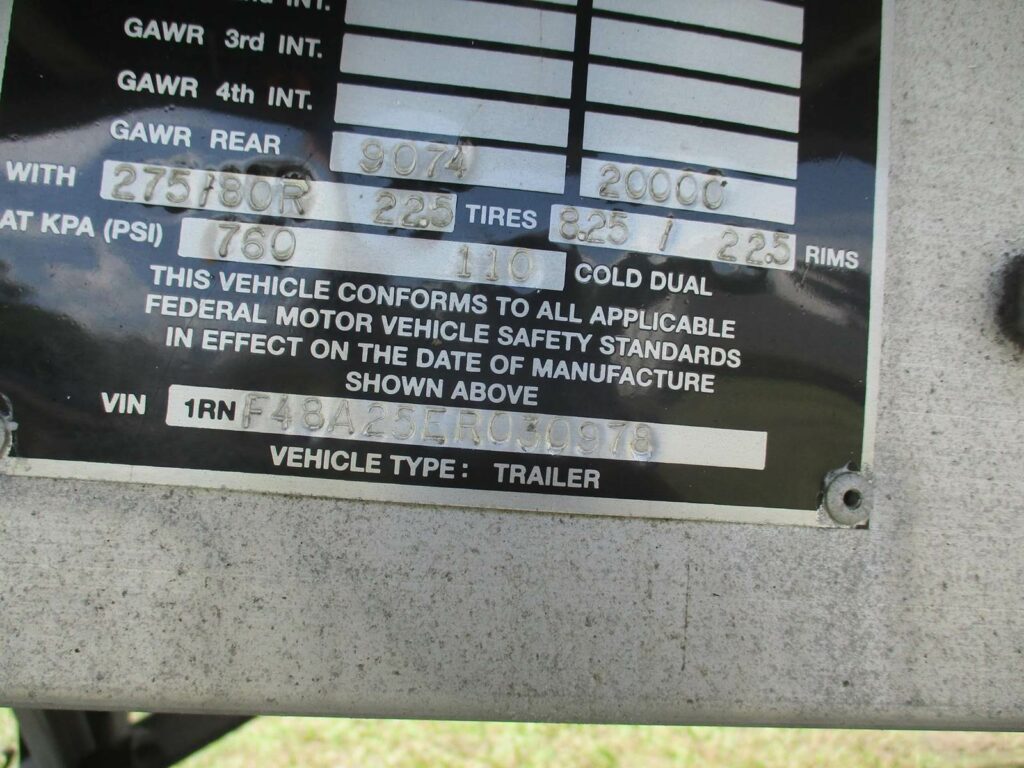 2nd INT.
GAWR 3rd INT.
GAWR 4th INT.
GAWR REAR 9074 20000
WITH 275/80R 22.5 TIRES 8.25 / 22.5 RIMS
AT KPA (PSI) 760 110 COLD DUAL
THIS VEHICLE CONFORMS TO ALL APPLICABLE
FEDERAL MOTOR VEHICLE SAFETY STANDARDS
IN EFFECT ON THE DATE OF MANUFACTURE
SHOWN ABOVE
VIN 1RNF48A25ER030978
VEHICLE TYPE: TRAILER